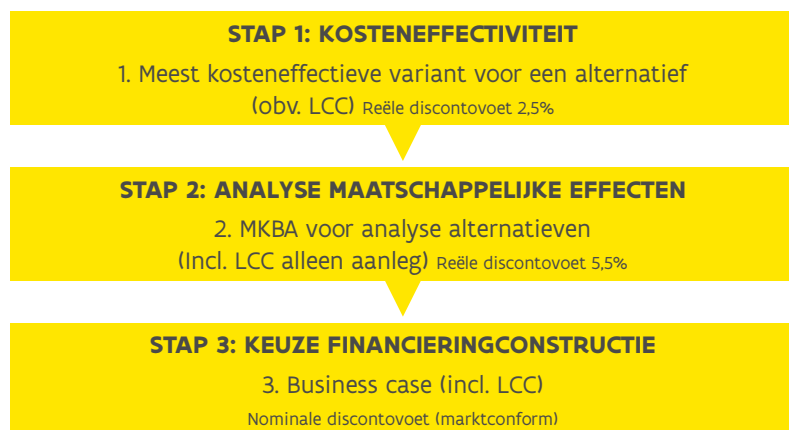 STAP 1: KOSTENEFFECTIVITEIT
1. Meest kosteneffectieve variant voor een alternatief
(obv. LCC) Reële discontovoet 2,5%
STAP 2: ANALYSE MAATSCHAPPELIJKE EFFECTEN
2. MKBA voor analyse alternatieven
(Incl. LCC alleen aanleg) Reële discontovoet 5,5%
STAP 3: KEUZE FINANCIERINGCONSTRUCTIE
3. Business case (incl. LCC)
Nominale discontovoet (marktconform)